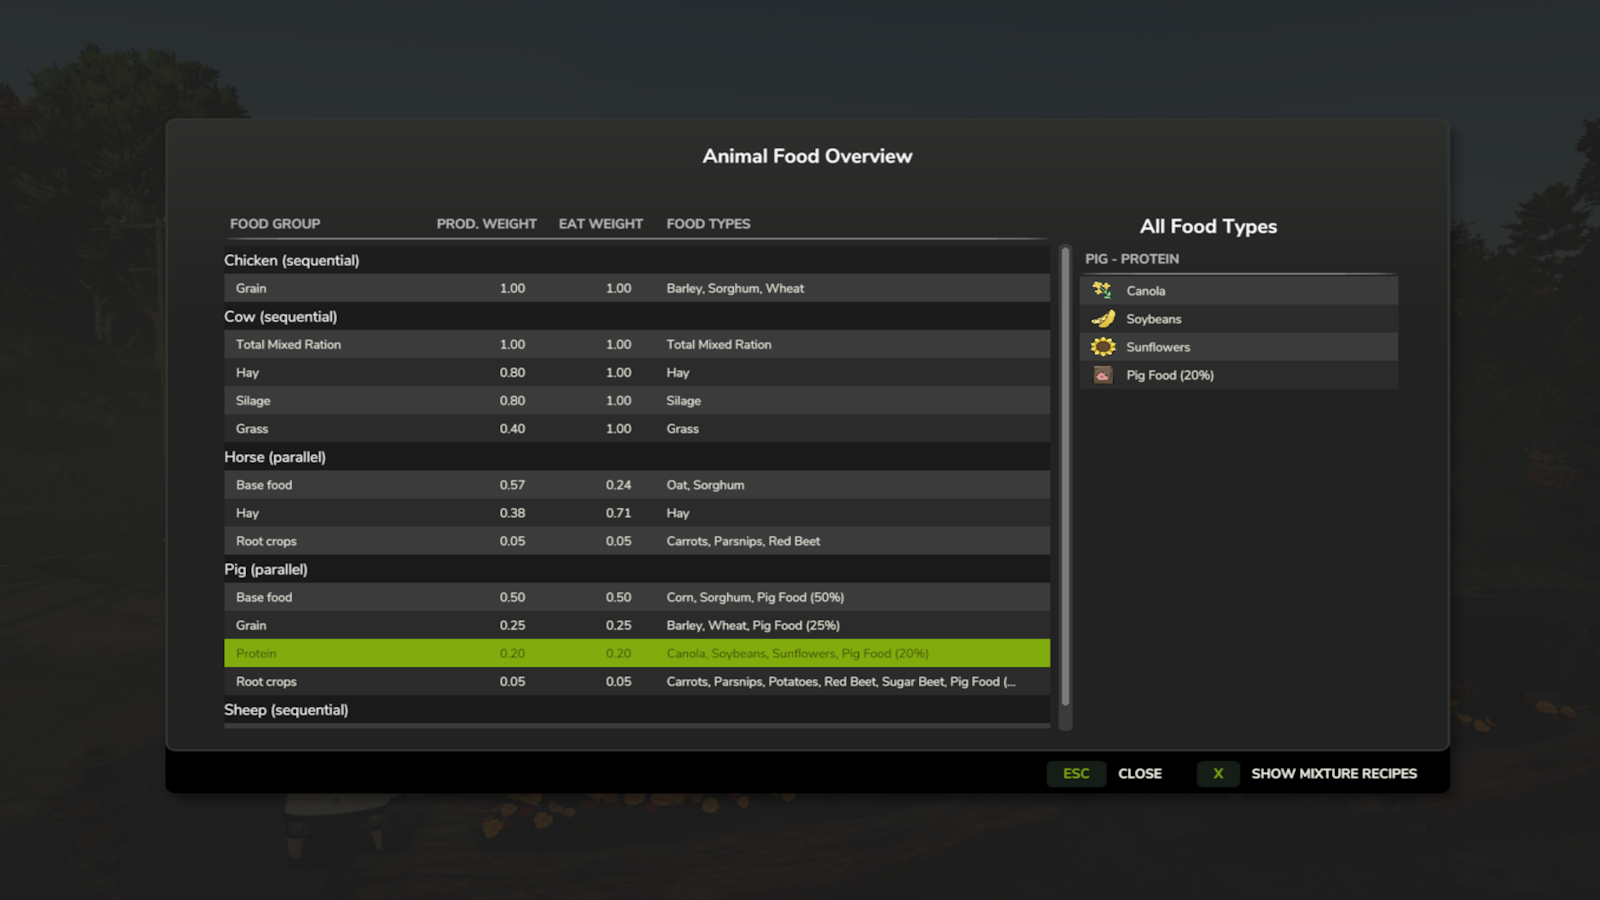 Animal Food Overview
FOOD GROUP PROD. WEIGHT EAT WEIGHT FOOD TYPES
Chicken (sequential)
Grain 1.00 1.00 Barley, Sorghum, Wheat
Cow (sequential)
Total Mixed Ration 1.00 1.00 Total Mixed Ration
Hay 0.80 1.00 Hay
Silage 0.80 1.00 Silage
Grass 0.40 1.00 Grass
Horse (parallel)
Base food 0.57 0.24 Oat, Sorghum
Hay 0.38 0.71 Hay
Root crops 0.05 0.05 Carrots, Parsnips, Red Beet
Pig (parallel)
Base food 0.50 0.50 Corn, Sorghum, Pig Food (50%)
Grain 0.25 0.25 Barley, Wheat, Pig Food (25%)
Protein 0.20 0.20 Canola, Soybeans, Sunflowers, Pig Food (20%)
Root crops 0.05 0.05 Carrots, Parsnips, Potatoes, Red Beet, Sugar Beet, Pig Food (...
Sheep (sequential)
All Food Types
PIG - PROTEIN
Canola
Soybeans
Sunflowers
Pig Food (20%)
ESC CLOSE X SHOW MIXTURE RECIPES